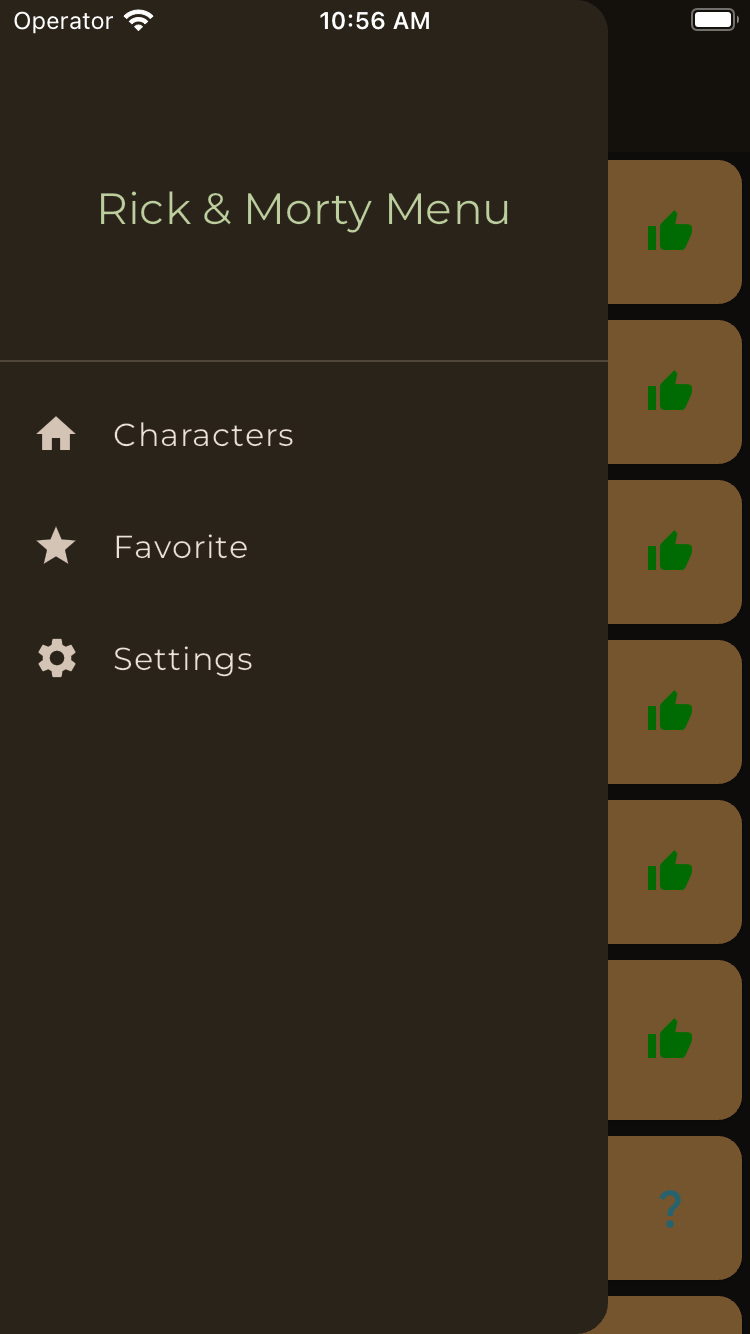 Operator 10:56 AM
Rick & Morty Menu
Characters
Favorite
Settings
?